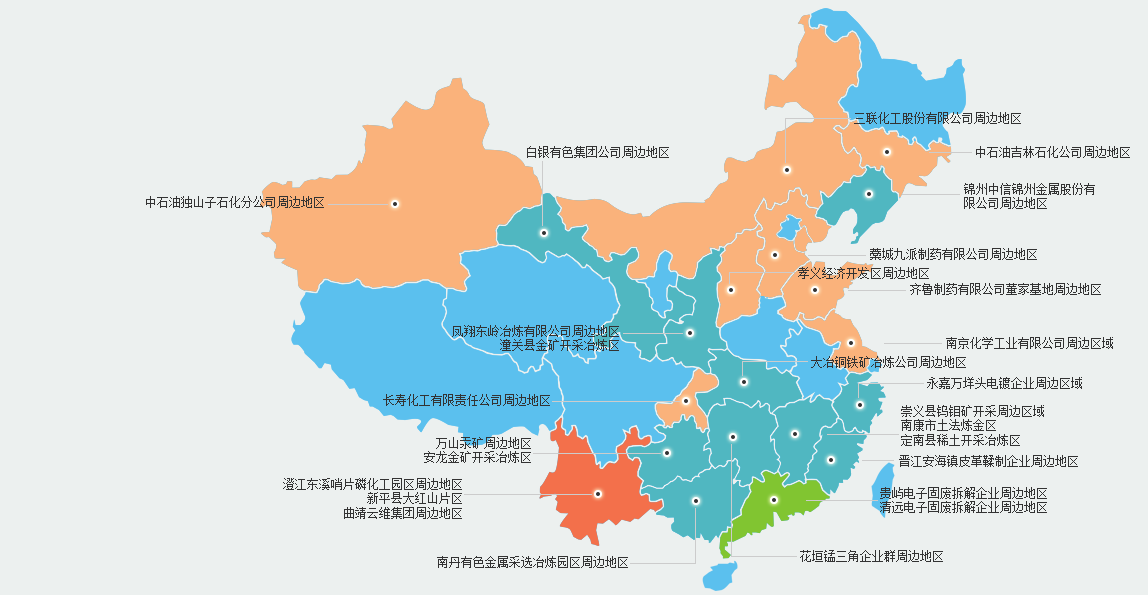 三联化工股份有限公司周边地区
白银有色集团公司周边地区
中石油吉林石化公司周边地区
锦州中信锦州金属股份有
限公司周边地区
中石油独山子石化分公司周边地区
藁城九派制药有限公司周边地区
孝义经济开发区周边地区
齐鲁制药有限公司董家基地周边地区
凤翔东岭冶炼有限公司周边地区
潼关县金矿开采冶炼区
南京化学工业有限公司周边区域
大冶铜铁矿冶炼公司周边地区
永嘉万垟头电镀企业周边区域
长寿化工有限责任公司周边地区
崇义县钨钼矿开采周边区域
南康市土法炼金区
定南县稀土开采冶炼区
万山汞矿周边地区
安龙金矿开采冶炼区
晋江安海镇皮革鞣制企业周边地区
澄江东溪哨片磷化工园区周边地区
新平县大红山片区
曲靖云维集团周边地区
贵屿电子固废拆解企业周边地区
清远电子固废拆解企业周边地区
南丹有色金属采选冶炼园区周边地区
花垣锰三角企业群周边地区